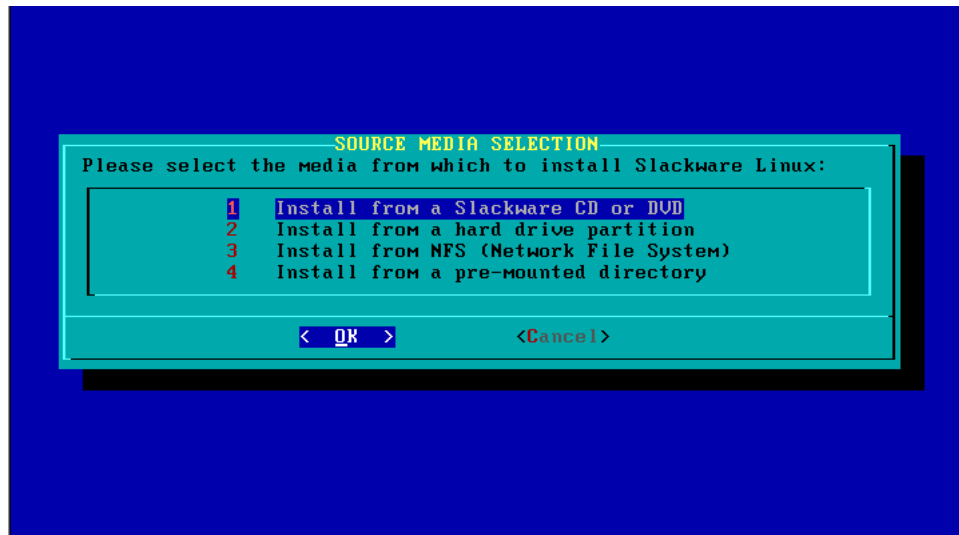 SOURCE MEDIA SELECTION
Please select the media from which to install Slackware Linux:
1 Install from a Slackware CD or DVD
2 Install from a hard drive partition
3 Install from NFS (Network File System)
4 Install from a pre-mounted directory
< OK > <Cancel>